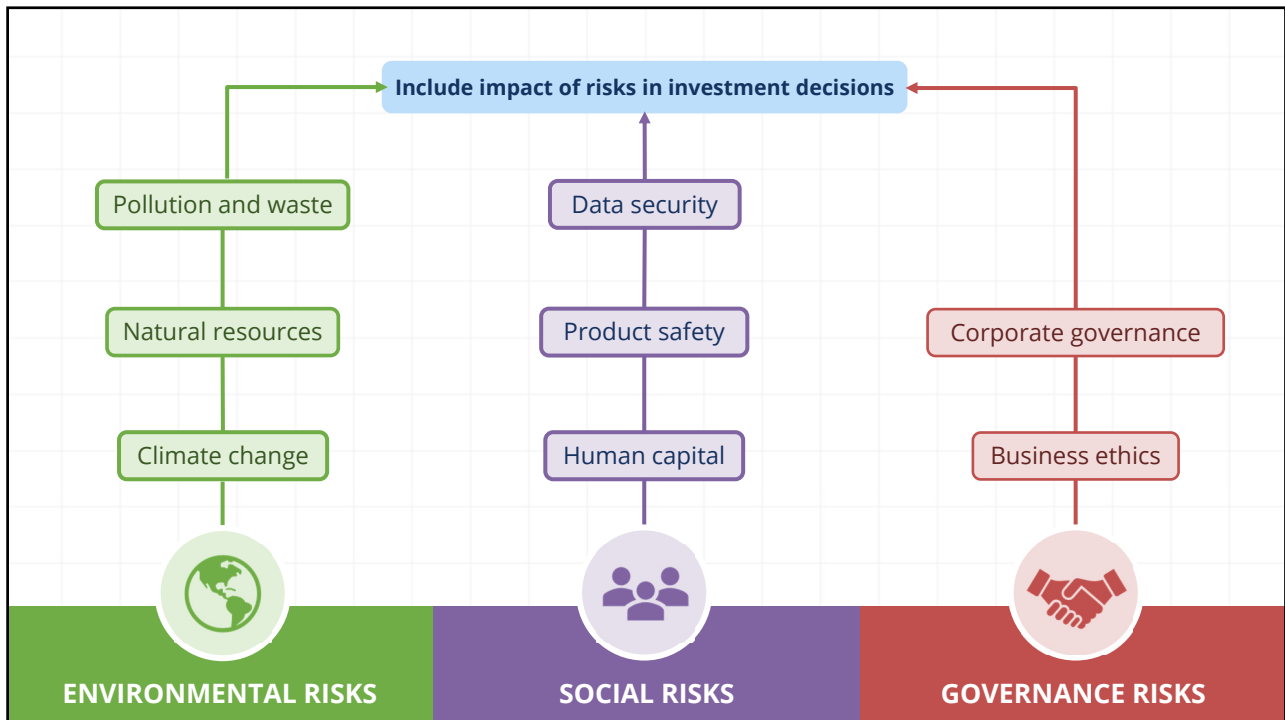 Include impact of risks in investment decisions
Pollution and waste
Data security
Natural resources
Product safety
Corporate governance
Climate change
Human capital
Business ethics
ENVIRONMENTAL RISKS
SOCIAL RISKS
GOVERNANCE RISKS